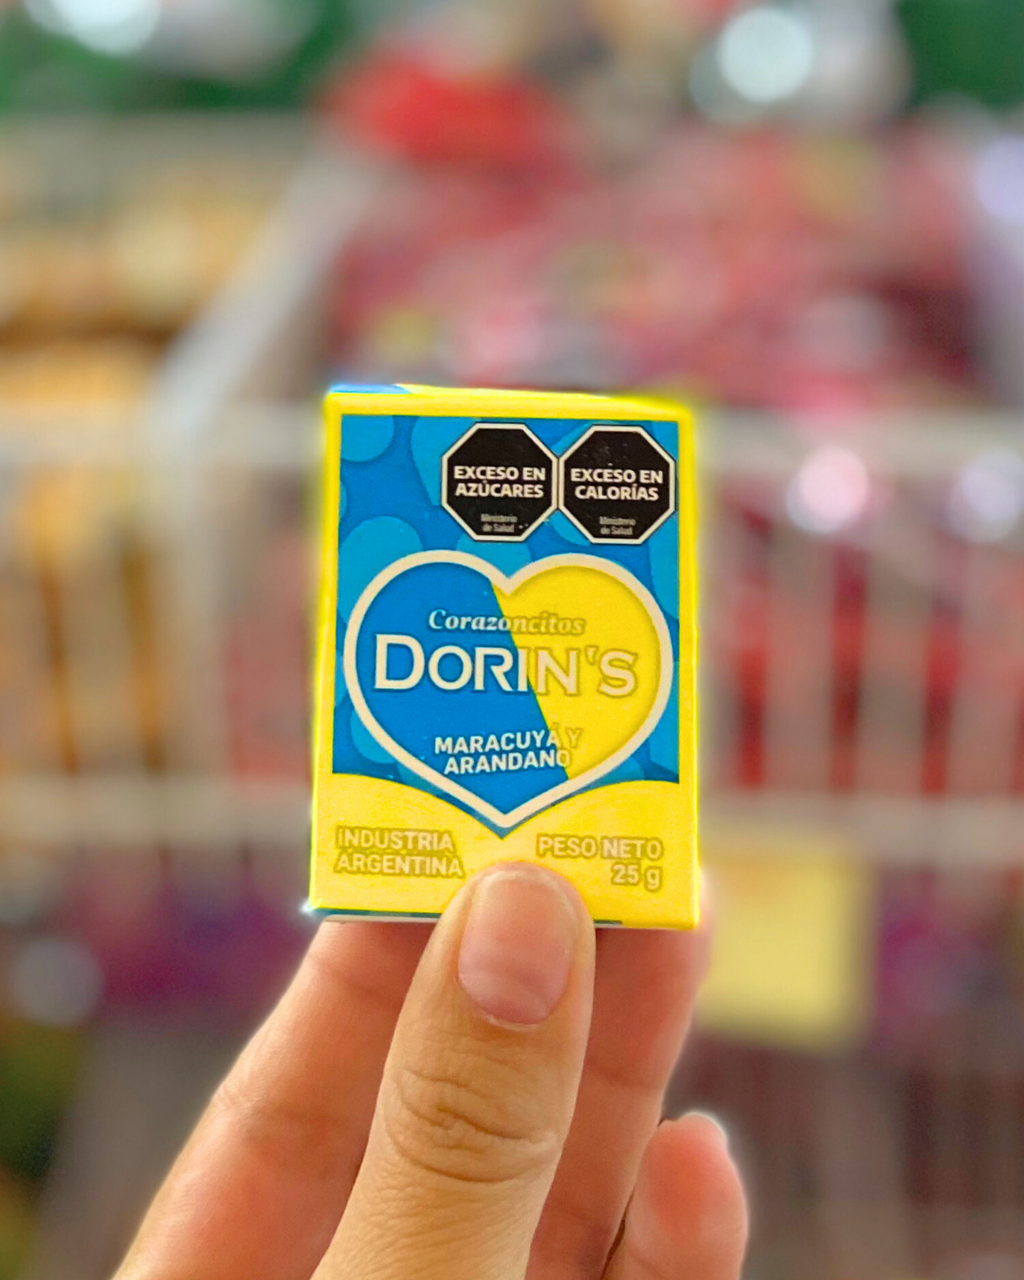 EXCESO EN
AZÚCARES
Ministerio
de Salud
EXCESO EN
CALORÍAS
Ministerio
de Salud
Corazoncitos
DORIN'S
MARACUYÁ Y
ARANDANO
INDUSTRIA
ARGENTINA
PESO NETO
25 g